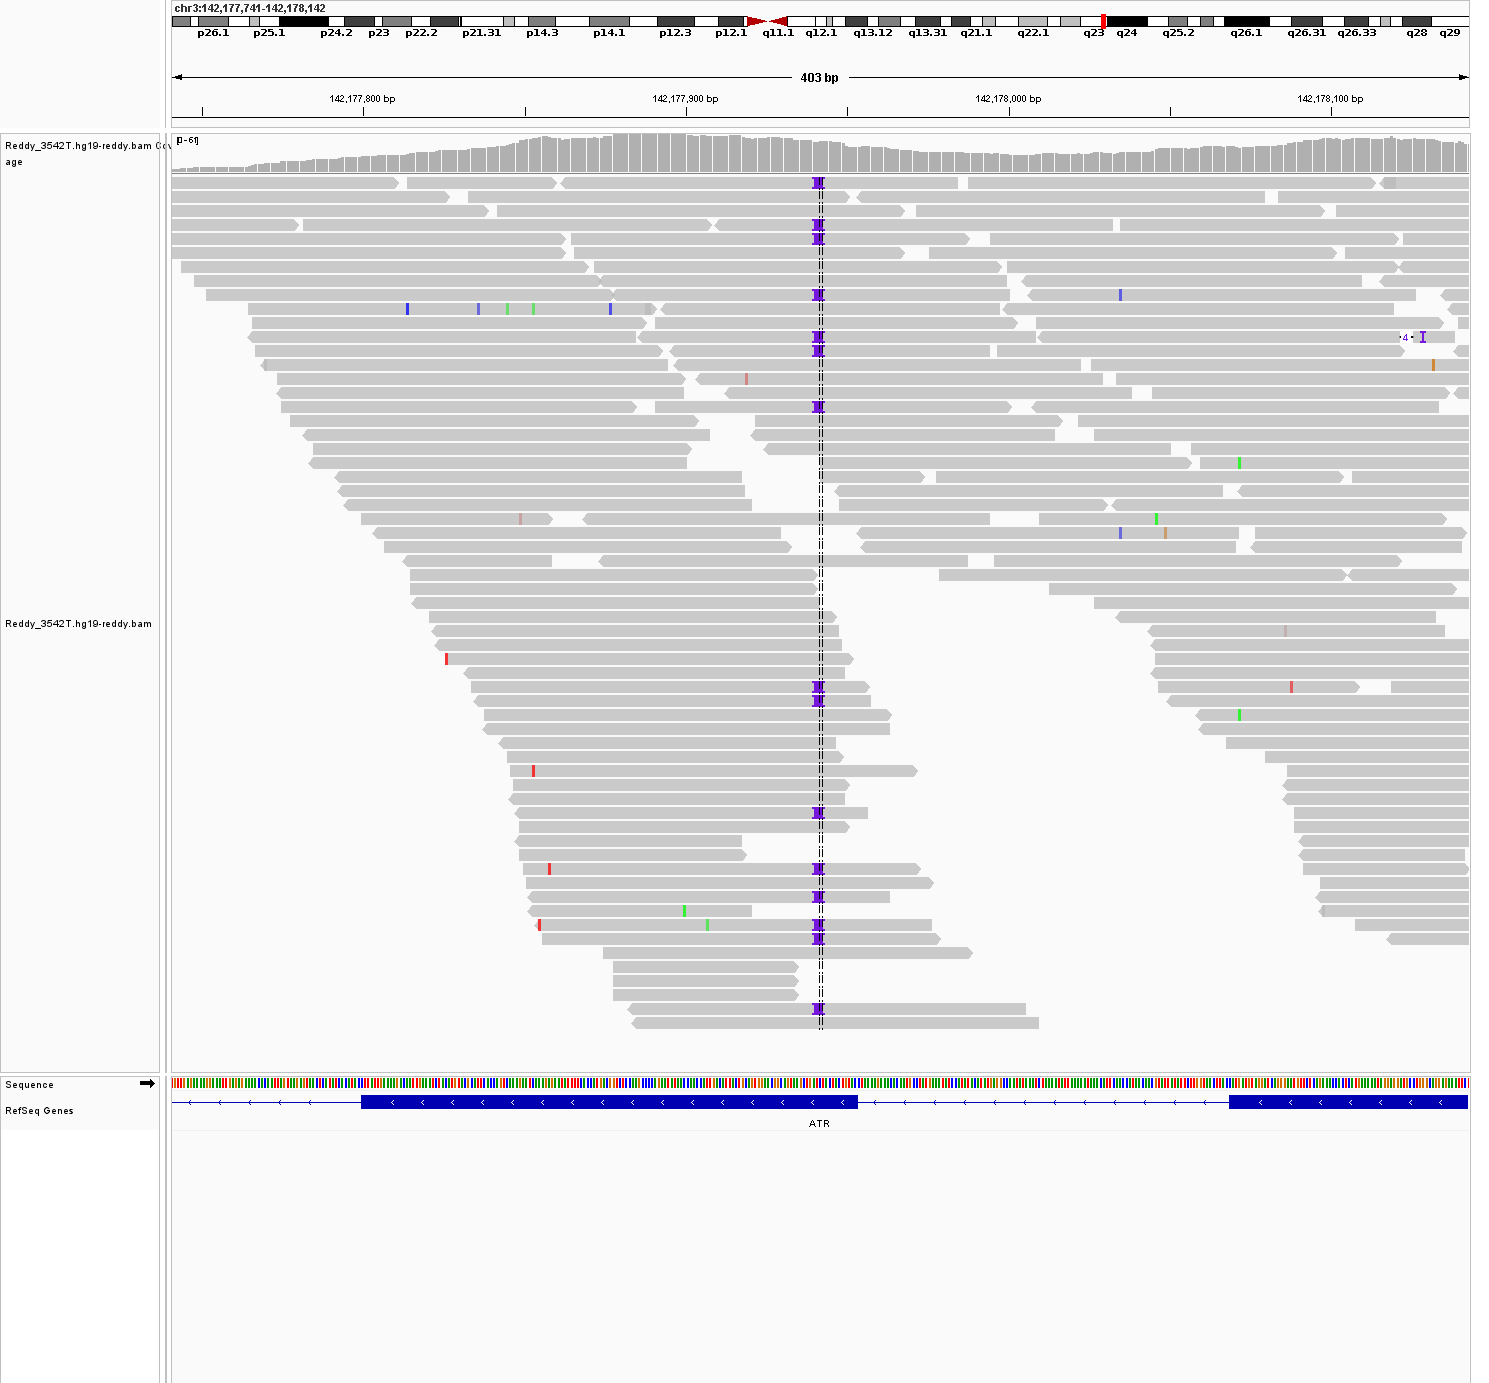 chr3:142,177,741-142,178,142
p26.1 p25.1 p24.2 p23 p22.2 p21.31 p14.3 p14.1 p12.3 p12.1 q11.1 q12.1 q13.12 q13.31 q21.1 q22.1 q23 q24 q25.2 q26.1 q26.31 q26.33 q28 q29
403 bp
142,177,800 bp 142,177,900 bp 142,178,000 bp 142,178,100 bp
Reddy_3542T.hg19-reddy.bam Cov
age
[0-61]
4
Reddy_3542T.hg19-reddy.bam
Sequence
RefSeq Genes
ATR